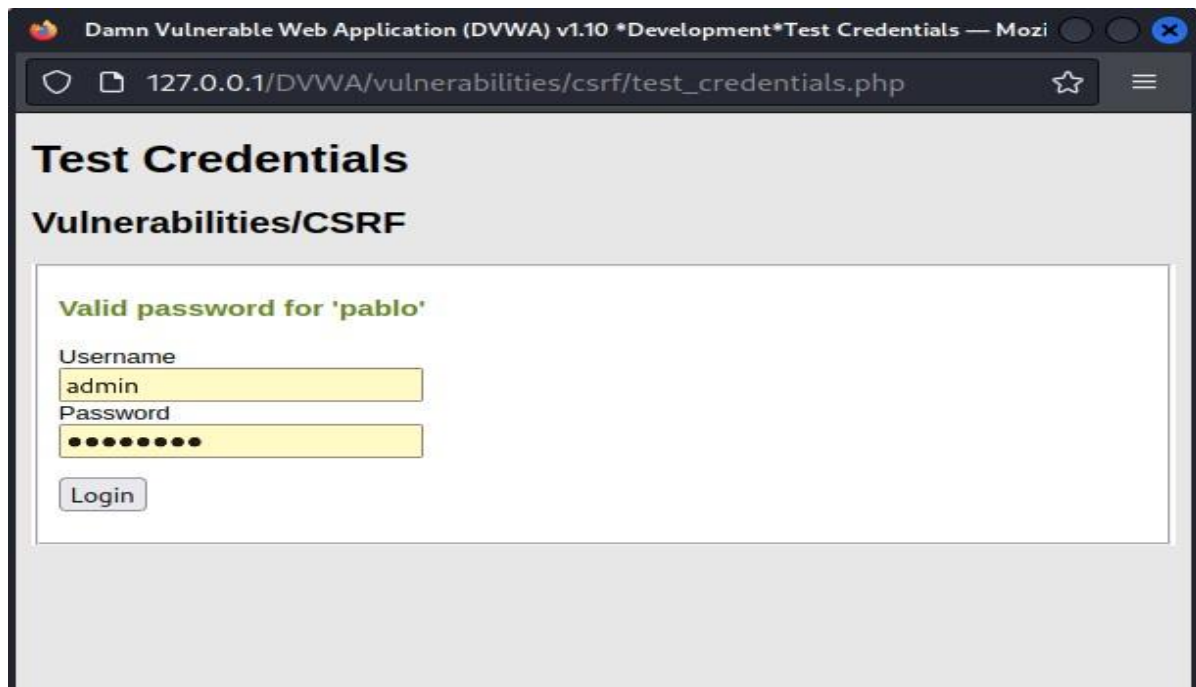 Damn Vulnerable Web Application (DVWA) v1.10 *Development*Test Credentials — Mozi
127.0.0.1/DVWA/vulnerabilities/csrf/test_credentials.php
Test Credentials
Vulnerabilities/CSRF
Valid password for 'pablo'
Username
admin
Password
●●●●●●●●
Login